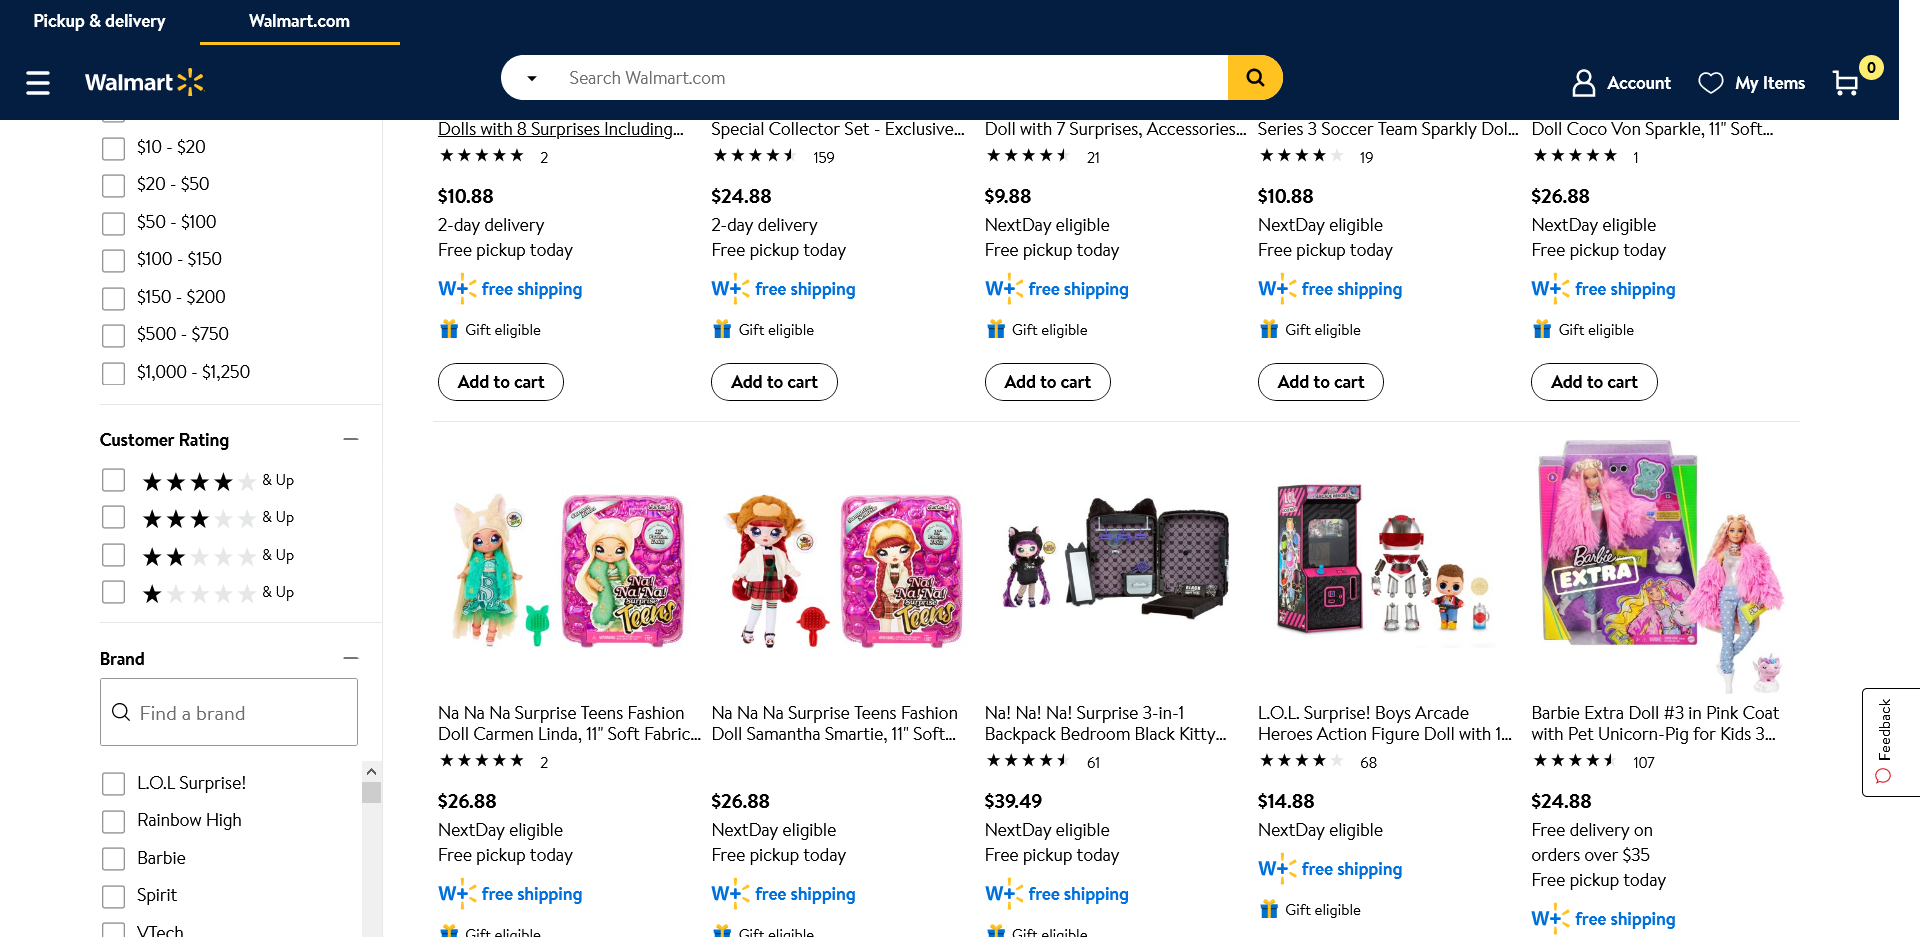 Pickup & delivery
Walmart.com
Walmart
Search Walmart.com
Account
My Items
0
$10 - $20
$20 - $50
$50 - $100
$100 - $150
$150 - $200
$500 - $750
$1,000 - $1,250
Customer Rating
& Up
& Up
& Up
& Up
Brand
Find a brand
L.O.L Surprise!
Rainbow High
Barbie
Spirit
VTech
Dolls with 8 Surprises Including...
2
$10.88
2-day delivery
Free pickup today
W+ free shipping
Gift eligible
Add to cart
Special Collector Set - Exclusive...
159
$24.88
2-day delivery
Free pickup today
W+ free shipping
Gift eligible
Add to cart
Doll with 7 Surprises, Accessories...
21
$9.88
NextDay eligible
Free pickup today
W+ free shipping
Gift eligible
Add to cart
Series 3 Soccer Team Sparkly Dol...
19
$10.88
NextDay eligible
Free pickup today
W+ free shipping
Gift eligible
Add to cart
Doll Coco Von Sparkle, 11" Soft...
1
$26.88
NextDay eligible
Free pickup today
W+ free shipping
Gift eligible
Add to cart
Na! Na! Na!
Surprise
Teens
Na Na Na Surprise Teens Fashion
Doll Carmen Linda, 11" Soft Fabric...
2
$26.88
NextDay eligible
Free pickup today
W+ free shipping
Gift eligible
Na! Na! Na!
Surprise
Teens
Na Na Na Surprise Teens Fashion
Doll Samantha Smartie, 11" Soft...
$26.88
NextDay eligible
Free pickup today
W+ free shipping
Gift eligible
Na! Na! Na! Surprise 3-in-1
Backpack Bedroom Black Kitty...
61
$39.49
NextDay eligible
Free pickup today
W+ free shipping
Gift eligible
L.O.L. Surprise! Boys Arcade
Heroes Action Figure Doll with 1...
68
$14.88
NextDay eligible
W+ free shipping
Gift eligible
Barbie
EXTRA
Barbie Extra Doll #3 in Pink Coat
with Pet Unicorn-Pig for Kids 3...
107
$24.88
Free delivery on
orders over $35
Free pickup today
W+ free shipping
Feedback